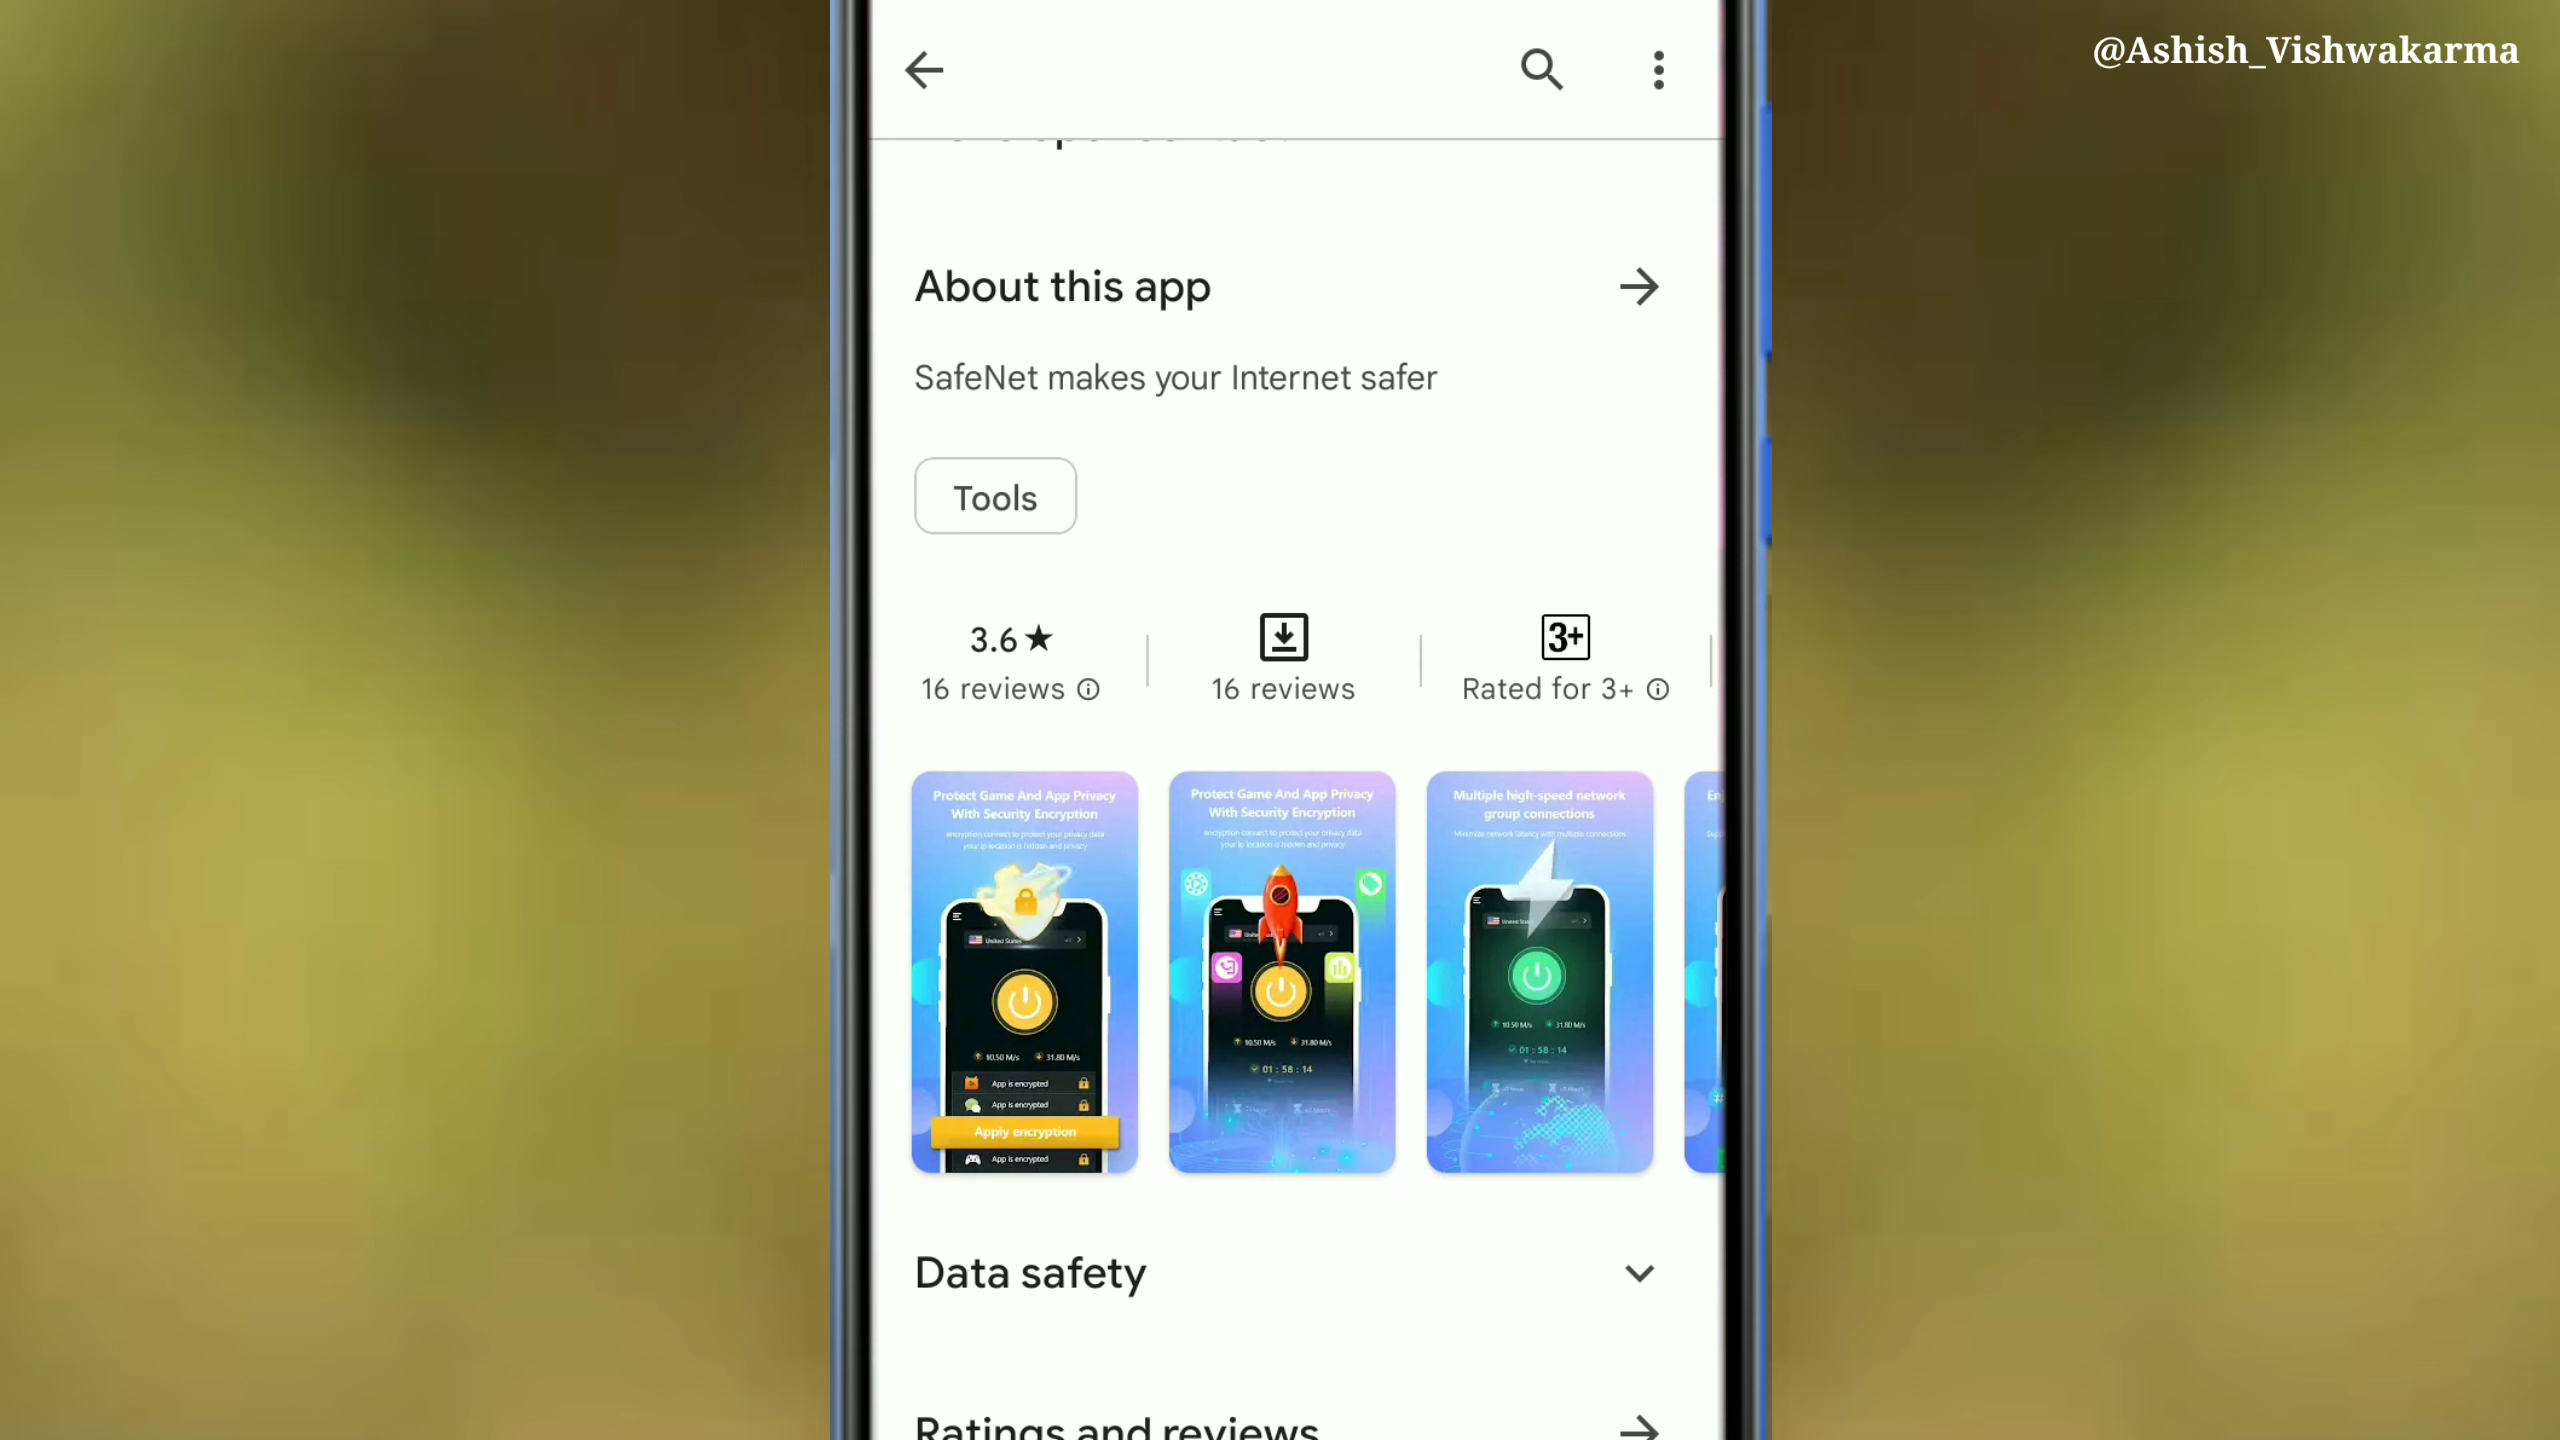 @Ashish_Vishwakarma
About this app
SafeNet makes your Internet safer
Tools
3.6★
16 reviews
16 reviews
3+
Rated for 3+
Protect Game And App Privacy
With Security Encryption
encryption connect to protect your privacy data
your ip location is hidden and privacy
United States
10.50 M/s 31.80 M/s
App is encrypted
App is encrypted
Apply encryption
App is encrypted
Protect Game And App Privacy
With Security Encryption
encryption connect to protect your privacy data
your ip location is hidden and privacy
10.50 M/s 31.80 M/s
01 : 58 : 14
Multiple high-speed network
group connections
Minimize network latency with multiple connections
10.50 M/s 31.80 M/s
01 : 58 : 14
Data safety
Ratings and reviews